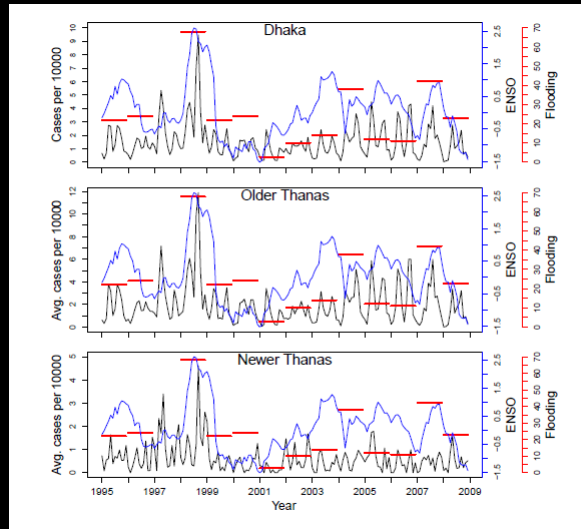 Dhaka
Cases per 10000
0 1 2 3 4 5 6 7 8 9 10
-1.5 -0.5 0.5 1.5 2.5
ENSO
0 10 20 30 40 50 60 70
Flooding
Older Thanas
Avg. cases per 10000
0 2 4 6 8 10 12
-1.5 -0.5 0.5 1.5 2.5
ENSO
0 10 20 30 40 50 60 70
Flooding
Newer Thanas
Avg. cases per 10000
0 1 2 3 4 5
-1.5 -0.5 0.5 1.5 2.5
ENSO
0 10 20 30 40 50 60 70
Flooding
1995 1997 1999 2001 2003 2005 2007 2009
Year